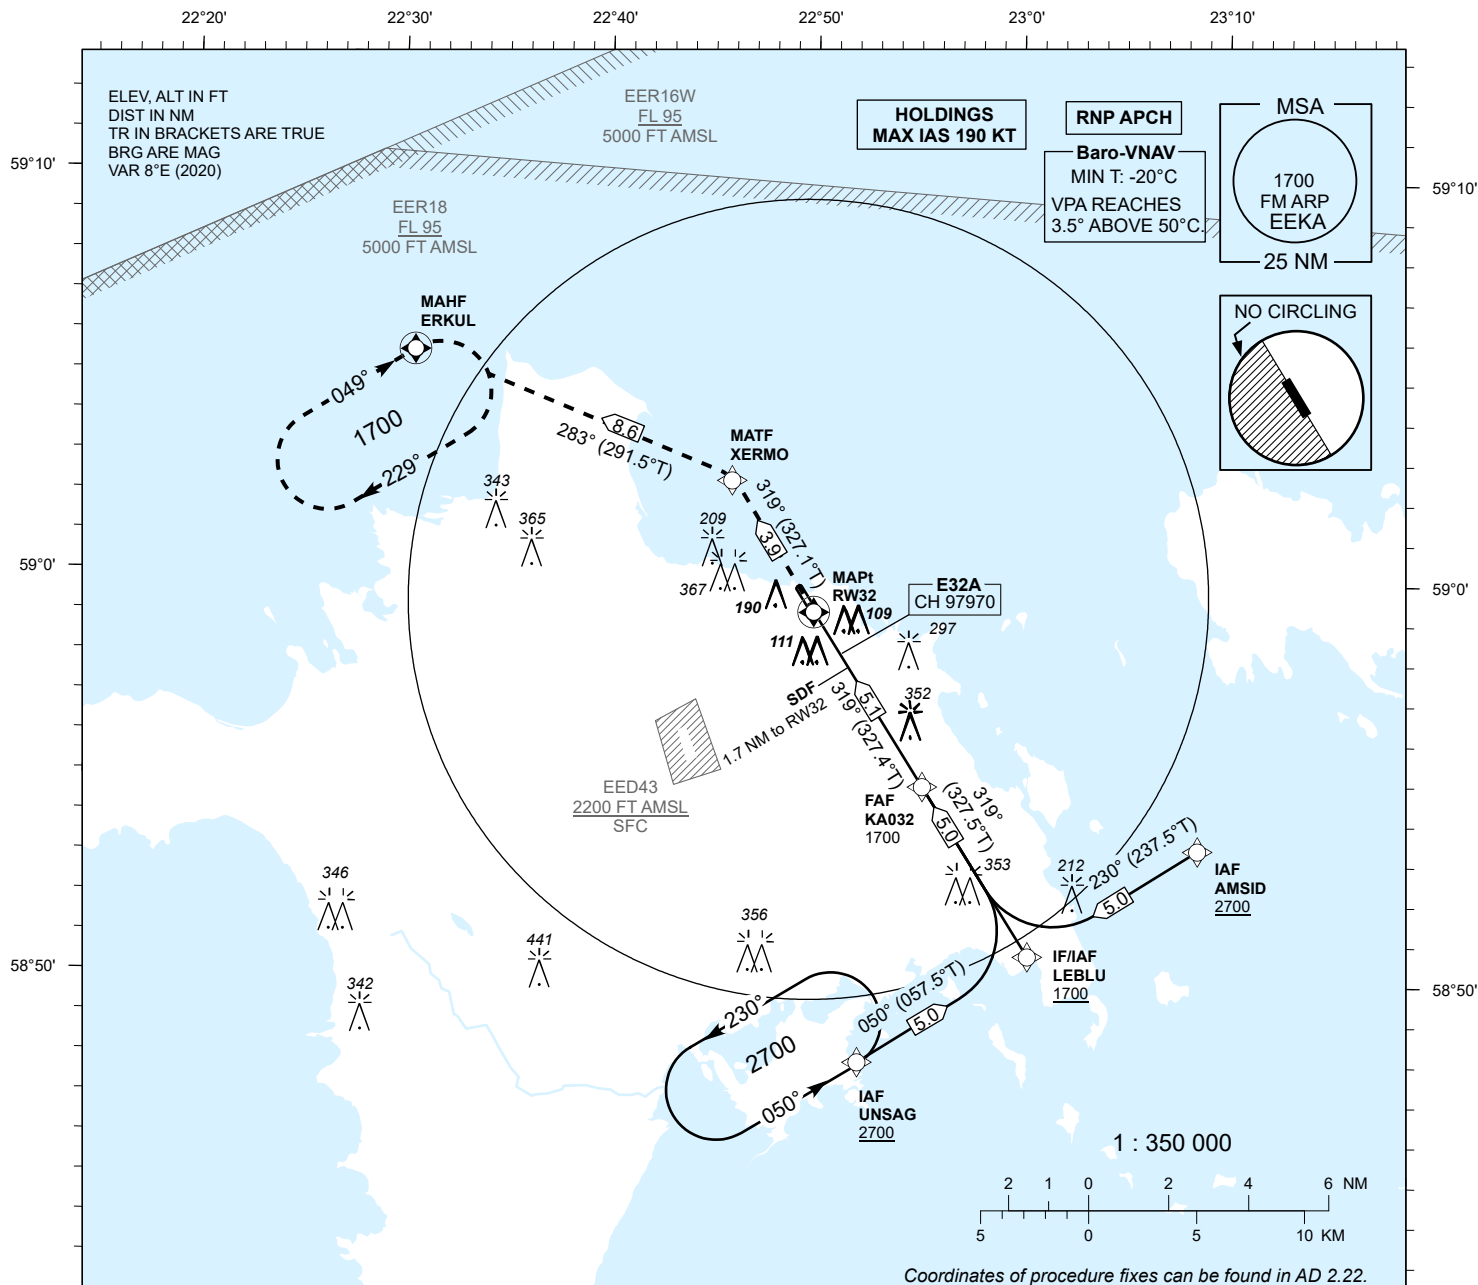 22°20'
22°30'
22°40'
22°50'
23°0'
23°10'
ELEV, ALT IN FT
DIST IN NM
TR IN BRACKETS ARE TRUE
BRG ARE MAG
VAR 8°E (2020)
EER16W
FL 95
5000 FT AMSL
HOLDINGS
MAX IAS 190 KT
RNP APCH
Baro-VNAV
MIN T: -20°C
VPA REACHES
3.5° ABOVE 50°C.
MSA
1700
FM ARP
EEKA
25 NM
59°10'
59°10'
EER18
FL 95
5000 FT AMSL
NO CIRCLING
MAHF
ERKUL
049°
1700
229°
8.6
283° (291.5°T)
MATF
XERMO
319° (327.1°T)
3.9
343
365
209
367
190
59°0'
59°0'
MAPt
RW32
109
E32A
CH 97970
297
111
SDF
1.7 NM to RW32
5.1
319° (327.4°T)
352
EED43
2200 FT AMSL
SFC
FAF
KA032
1700
319°
(327.5°T)
5.0
353
212
230° (237.5°T)
5.0
IAF
AMSID
2700
346
356
441
342
58°50'
58°50'
IF/IAF
LEBLU
1700
050° (057.5°T)
5.0
230°
2700
050°
IAF
UNSAG
2700
1 : 350 000
2 1 0 2 4 6 NM
5 0 5 10 KM
Coordinates of procedure fixes can be found in AD 2.22.